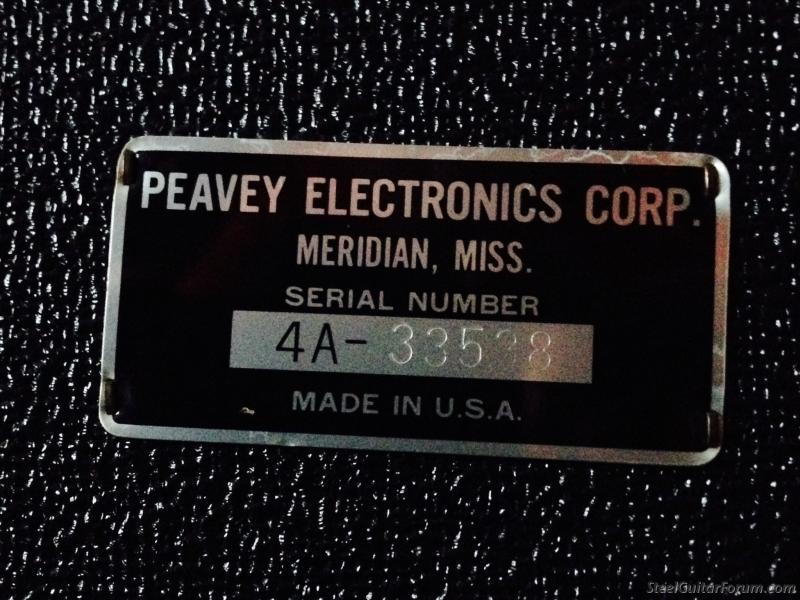 PEAVEY ELECTRONICS CORP.
MERIDIAN, MISS.
SERIAL NUMBER
4A-
MADE IN U.S.A.
SteelGuitarForum.com